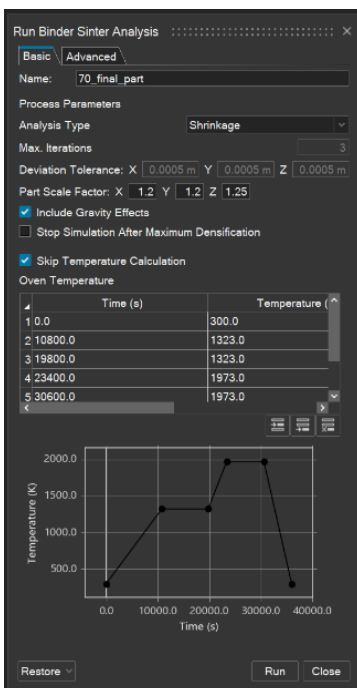 Run Binder Sinter Analysis
Basic Advanced
Name: 70_final_part
Process Parameters
Analysis Type Shrinkage
Max. Iterations 3
Deviation Tolerance: X 0.0005 m Y 0.0005 m Z 0.0005 m
Part Scale Factor: X 1.2 Y 1.2 Z 1.25
Include Gravity Effects
Stop Simulation After Maximum Densification
Skip Temperature Calculation
Oven Temperature
Time (s) Temperature (
1 0.0 300.0
2 10800.0 1323.0
3 19800.0 1323.0
4 23400.0 1973.0
5 30600.0 1973.0
2000.0
1500.0
1000.0
500.0
Temperature (K)
0.0 10000.0 20000.0 30000.0 40000.0
Time (s)
Restore Run Close